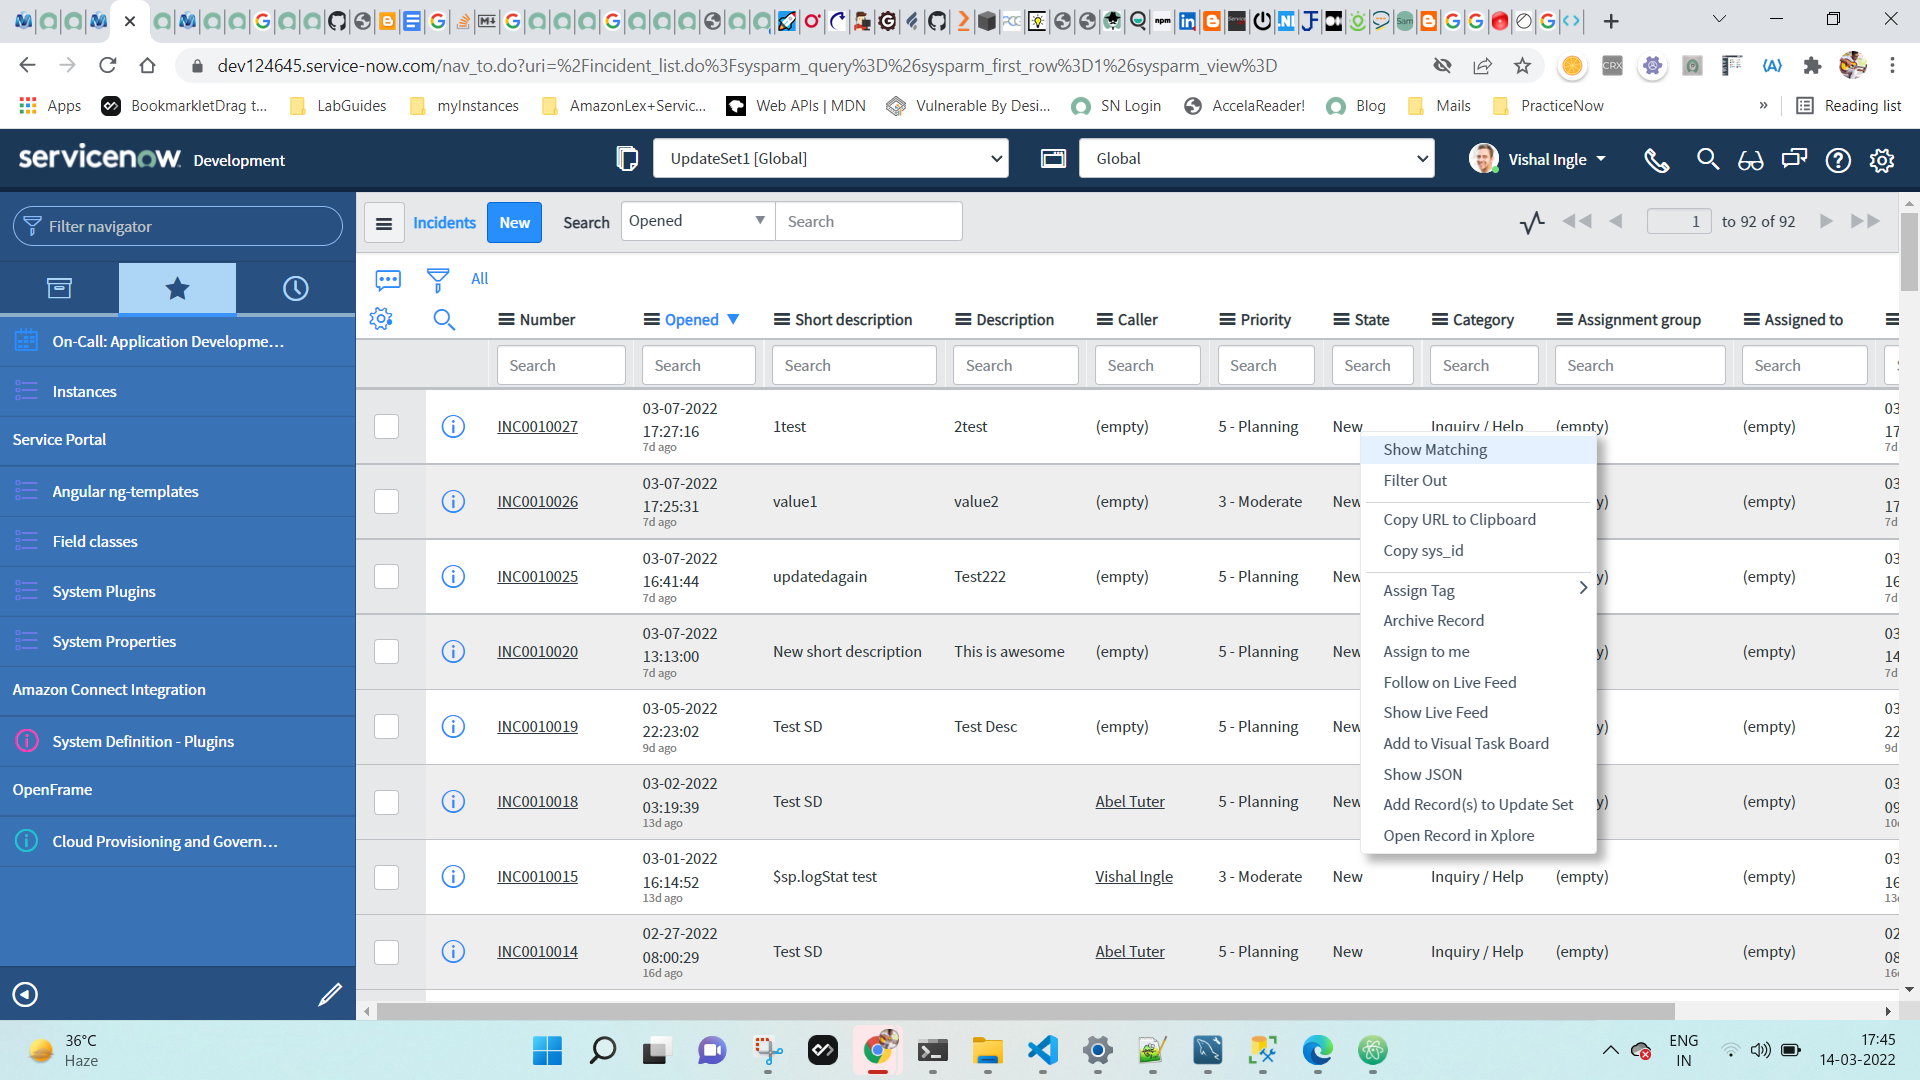 dev124645.service-now.com/nav_to.do?uri=%2Fincident_list.do%3Fsysparm_query%3D%26sysparm_first_row%3D1%26sysparm_view%3D
Apps BookmarkletDrag t... LabGuides myInstances AmazonLex+Servic... Web APIs | MDN Vulnerable By Desi... SN Login AccelaReader! Blog Mails PracticeNow » Reading list
servicenow Development UpdateSet1 [Global] Global Vishal Ingle
Filter navigator
On-Call: Application Developme...
Instances
Service Portal
Angular ng-templates
Field classes
System Plugins
System Properties
Amazon Connect Integration
System Definition - Plugins
OpenFrame
Cloud Provisioning and Govern...
Incidents New Search Opened Search 1 to 92 of 92
All
Number Opened Short description Description Caller Priority State Category Assignment group Assigned to
Search Search Search Search Search Search Search Search Search Search
INC0010027 03-07-2022 17:27:16 7d ago 1test 2test (empty) 5 - Planning New Inquiry / Help (empty) (empty)
INC0010026 03-07-2022 17:25:31 7d ago value1 value2 (empty) 3 - Moderate New (empty)
INC0010025 03-07-2022 16:41:44 7d ago updatedagain Test222 (empty) 5 - Planning New (empty)
INC0010020 03-07-2022 13:13:00 7d ago New short description This is awesome (empty) 5 - Planning New (empty)
INC0010019 03-05-2022 22:23:02 9d ago Test SD Test Desc (empty) 5 - Planning New (empty)
INC0010018 03-02-2022 03:19:39 13d ago Test SD Abel Tuter 5 - Planning New (empty)
INC0010015 03-01-2022 16:14:52 13d ago $sp.logStat test Vishal Ingle 3 - Moderate New Inquiry / Help (empty) (empty)
INC0010014 02-27-2022 08:00:29 16d ago Test SD Abel Tuter 5 - Planning New Inquiry / Help (empty) (empty)
Show Matching
Filter Out
Copy URL to Clipboard
Copy sys_id
Assign Tag
Archive Record
Assign to me
Follow on Live Feed
Show Live Feed
Add to Visual Task Board
Show JSON
Add Record(s) to Update Set
Open Record in Xplore
36°C
Haze
ENG
IN
17:45
14-03-2022